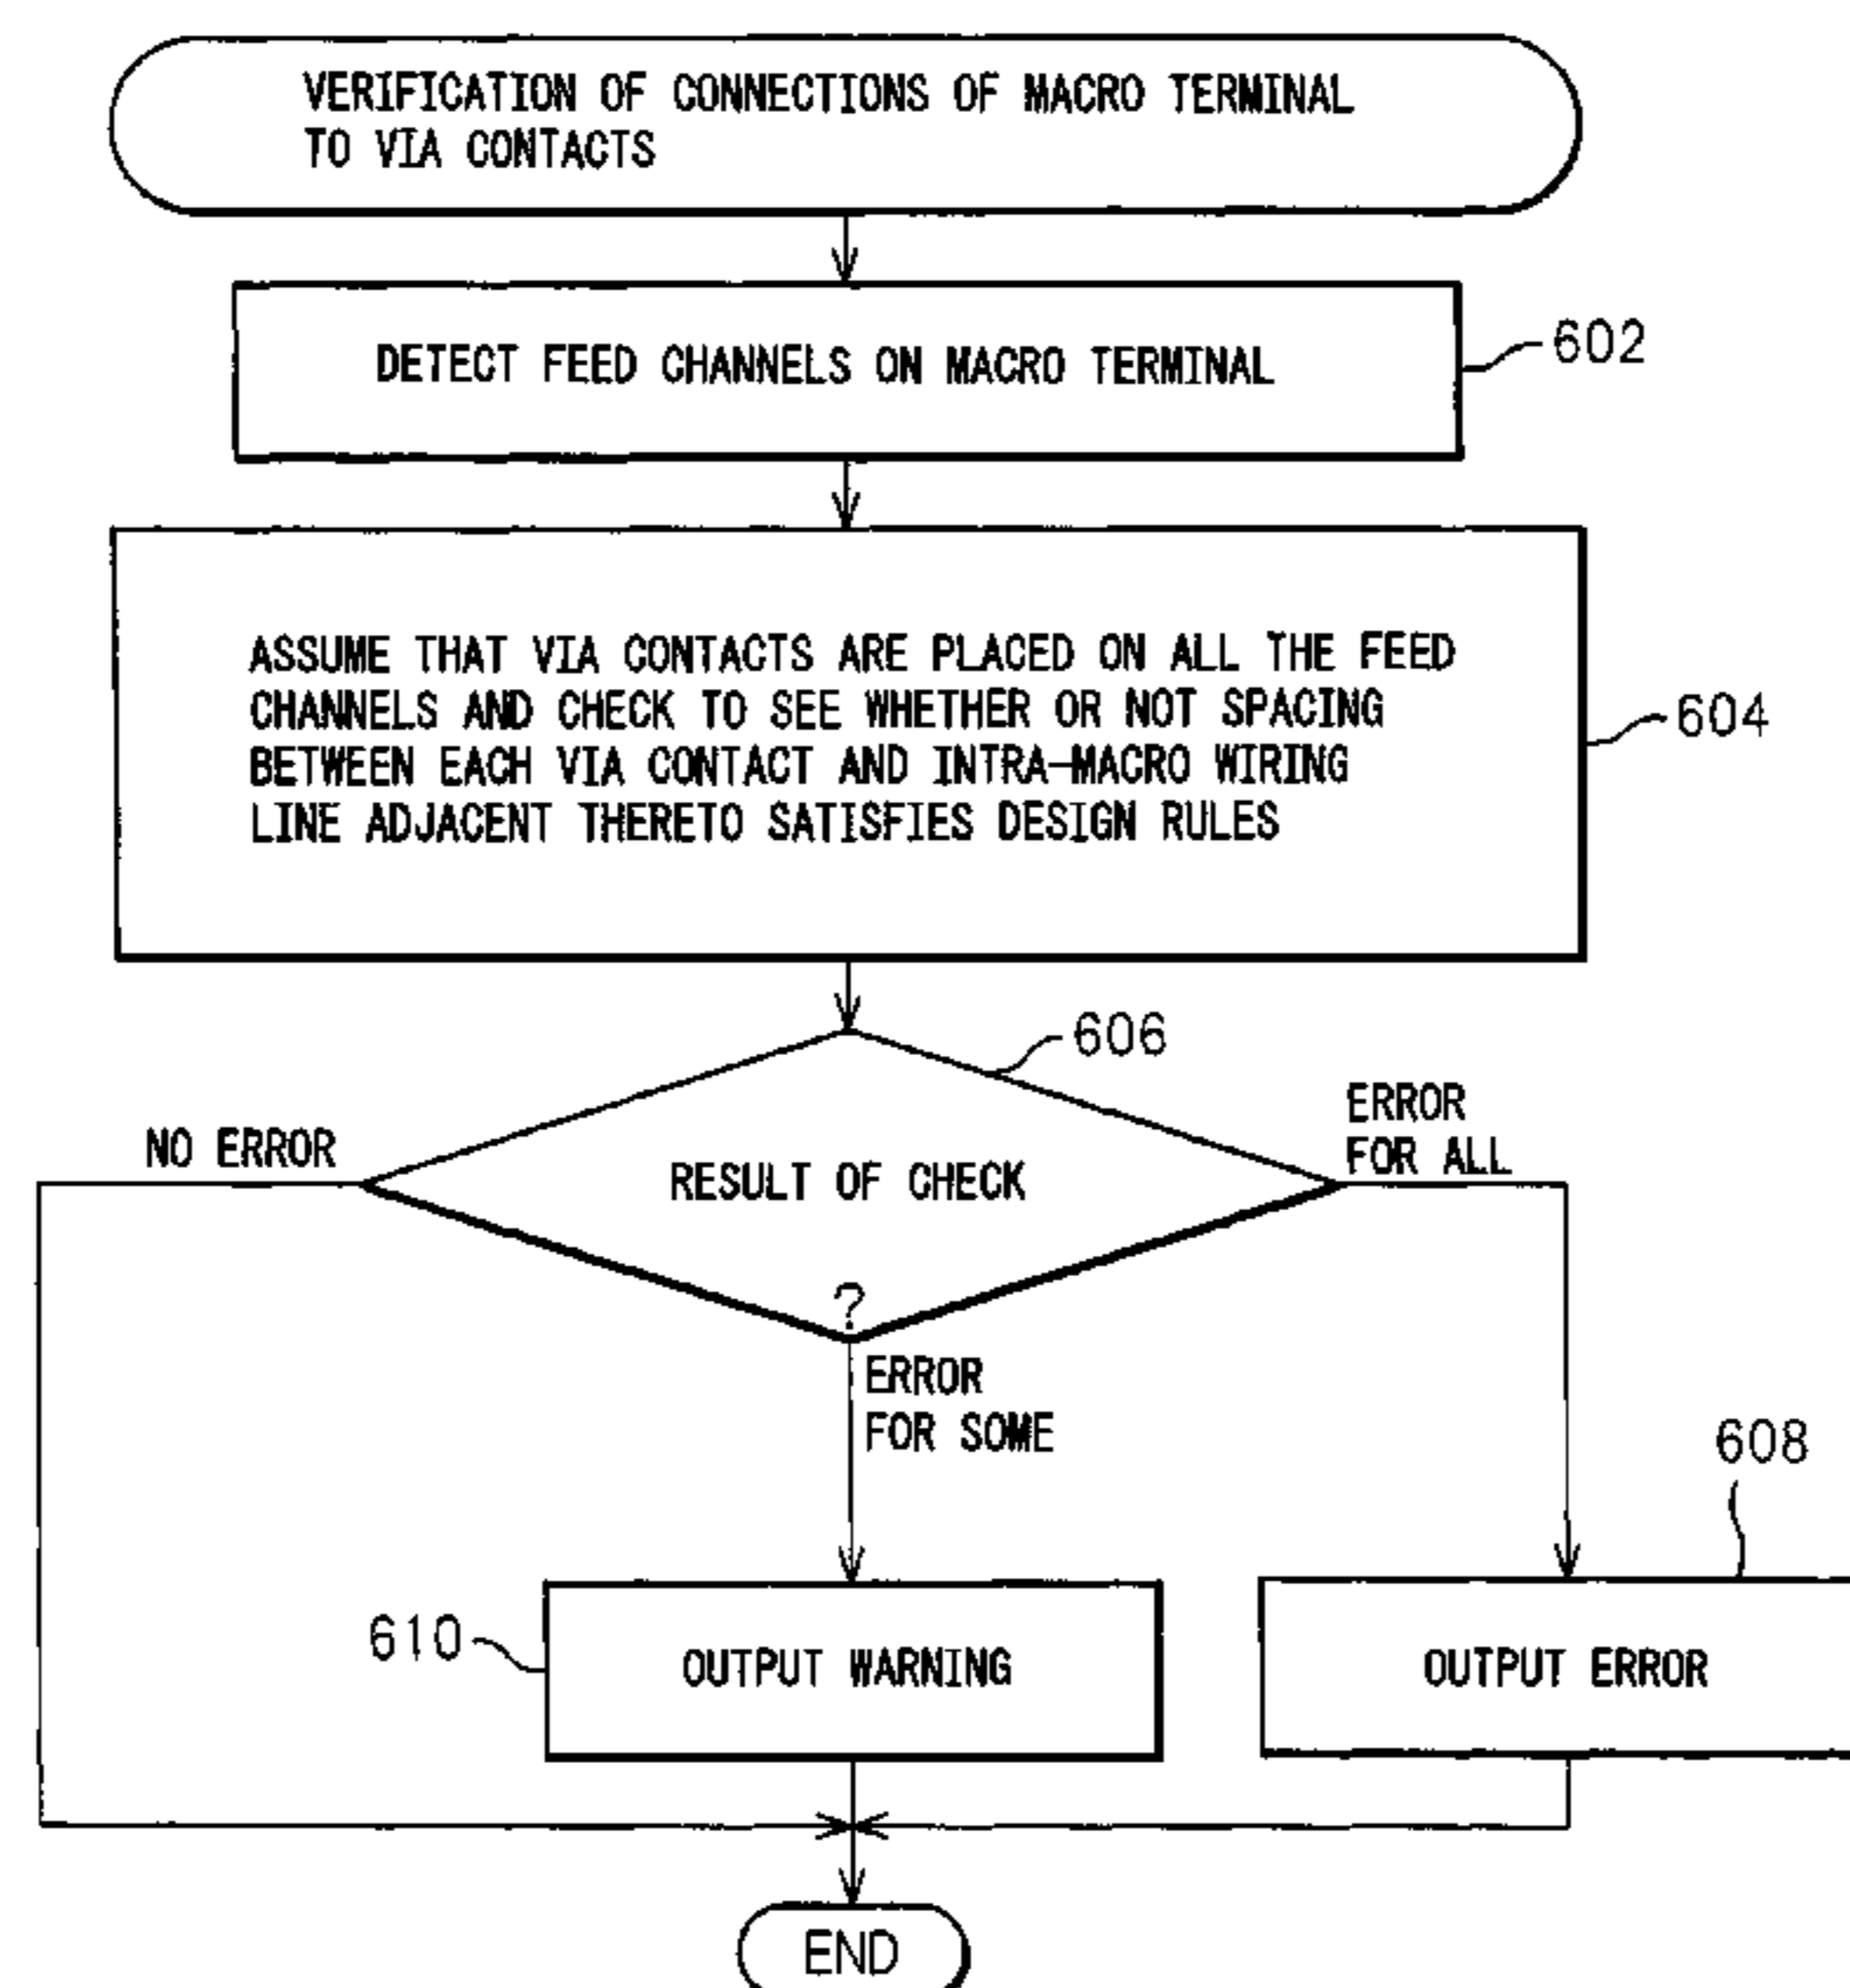 VERIFICATION OF CONNECTIONS OF MACRO TERMINAL
TO VIA CONTACTS
DETECT FEED CHANNELS ON MACRO TERMINAL
602
ASSUME THAT VIA CONTACTS ARE PLACED ON ALL THE FEED
CHANNELS AND CHECK TO SEE WHETHER OR NOT SPACING
BETWEEN EACH VIA CONTACT AND INTRA-MACRO WIRING
LINE ADJACENT THERETO SATISFIES DESIGN RULES
604
606
NO ERROR
RESULT OF CHECK
?
ERROR
FOR ALL
ERROR
FOR SOME
608
610
OUTPUT WARNING
OUTPUT ERROR
END